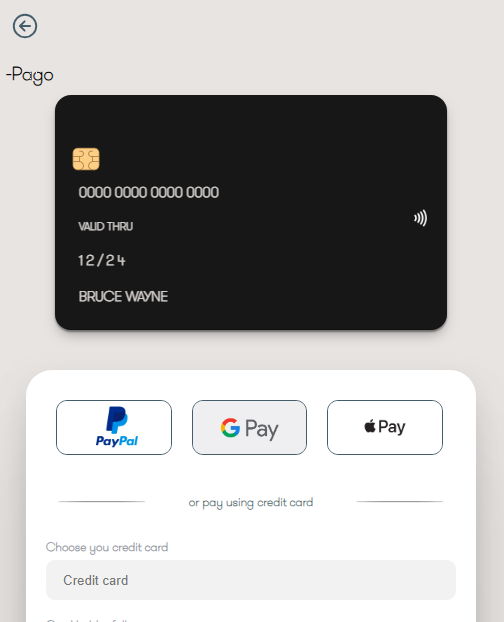 -Pago
0000 0000 0000 0000
VALID THRU
12/24
BRUCE WAYNE
PayPal
G Pay
Pay
or pay using credit card
Choose you credit card
Credit card